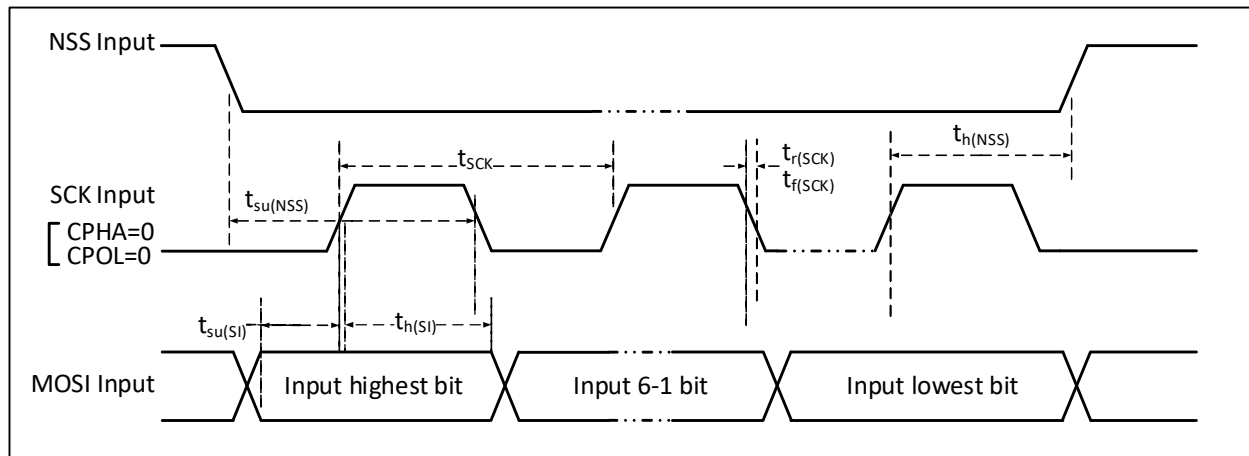 NSS Input
th(NSS)
tSCK
tr(SCK)
tf(SCK)
SCK Input
tsu(NSS)
CPHA=0
CPOL=0
tsu(SI)
th(SI)
MOSI Input
Input highest bit
Input 6-1 bit
Input lowest bit